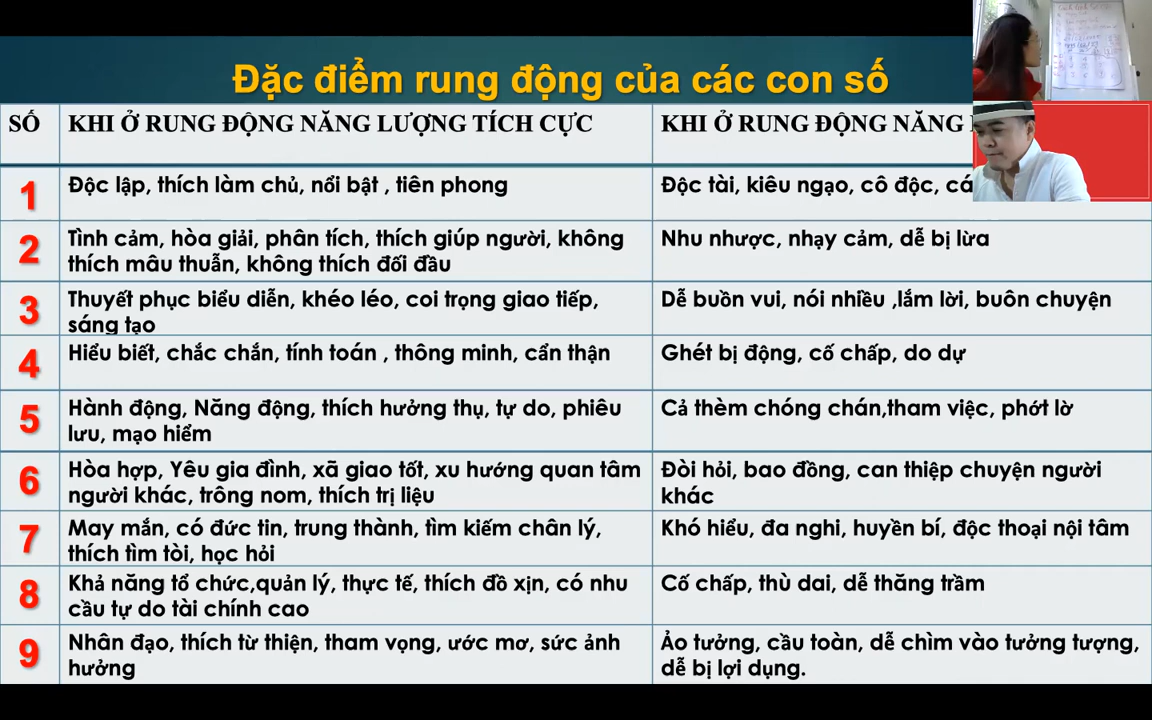 Đặc điểm rung động của các con số
SỐ
KHI Ở RUNG ĐỘNG NĂNG LƯỢNG TÍCH CỰC
KHI Ở RUNG ĐỘNG NĂNG
1
Độc lập, thích làm chủ, nổi bật , tiên phong
Độc tài, kiêu ngạo, cô độc,
2
Tình cảm, hòa giải, phân tích, thích giúp người, không
thích mâu thuẫn, không thích đối đầu
Nhu nhược, nhạy cảm, dễ bị lừa
3
Thuyết phục biểu diễn, khéo léo, coi trọng giao tiếp,
sáng tạo
Dễ buồn vui, nói nhiều ,lắm lời, buôn chuyện
4
Hiểu biết, chắc chắn, tính toán , thông minh, cẩn thận
Ghét bị động, cố chấp, do dự
5
Hành động, Năng động, thích hưởng thụ, tự do, phiêu
lưu, mạo hiểm
Cả thèm chóng chán,tham việc, phớt lờ
6
Hòa hợp, Yêu gia đình, xã giao tốt, xu hướng quan tâm
người khác, trông nom, thích trị liệu
Đòi hỏi, bao đồng, can thiệp chuyện người
khác
7
May mắn, có đức tin, trung thành, tìm kiếm chân lý,
thích tìm tòi, học hỏi
Khó hiểu, đa nghi, huyền bí, độc thoại nội tâm
8
Khả năng tổ chức,quản lý, thực tế, thích đồ xịn, có nhu
cầu tự do tài chính cao
Cố chấp, thù dai, dễ thăng trầm
9
Nhân đạo, thích từ thiện, tham vọng, ước mơ, sức ảnh
hưởng
Ảo tưởng, cầu toàn, dễ chìm vào tưởng tượng,
dễ bị lợi dụng.